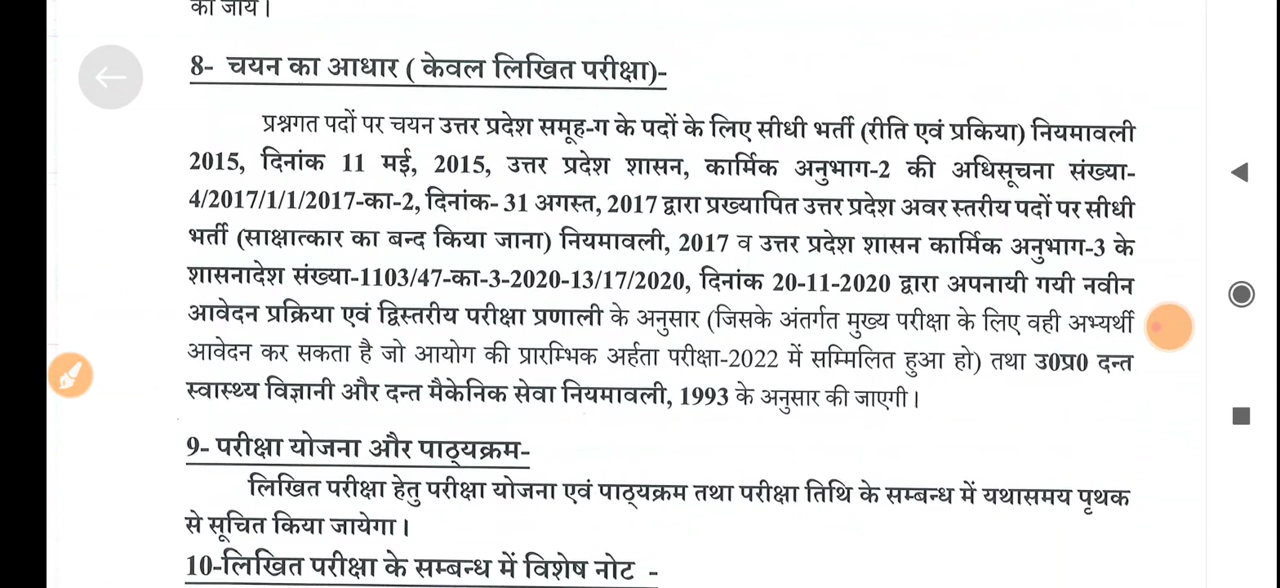 की जाय।
8- चयन का आधार ( केवल लिखित परीक्षा)-
प्रश्नगत पदों पर चयन उत्तर प्रदेश समूह-ग के पदों के लिए सीधी भर्ती (रीति एवं प्रकिया) नियमावली
2015, दिनांक 11 मई, 2015, उत्तर प्रदेश शासन, कार्मिक अनुभाग-2 की अधिसूचना संख्या-
4/2017/1/1/2017-का-2, दिनांक- 31 अगस्त, 2017 द्वारा प्रख्यापित उत्तर प्रदेश अवर स्तरीय पदों पर सीधी
भर्ती (साक्षात्कार का बन्द किया जाना) नियमावली, 2017 व उत्तर प्रदेश शासन कार्मिक अनुभाग-3 के
शासनादेश संख्या-1103/47-का-3-2020-13/17/2020, दिनांक 20-11-2020 द्वारा अपनायी गयी नवीन
आवेदन प्रक्रिया एवं द्विस्तरीय परीक्षा प्रणाली के अनुसार (जिसके अंतर्गत मुख्य परीक्षा के लिए वही अभ्यर्थी
आवेदन कर सकता है जो आयोग की प्रारम्भिक अर्हता परीक्षा-2022 में सम्मिलित हुआ हो) तथा उ0प्र0 दन्त
स्वास्थ्य विज्ञानी और दन्त मैकेनिक सेवा नियमावली, 1993 के अनुसार की जाएगी।
9- परीक्षा योजना और पाठ्यक्रम-
लिखित परीक्षा हेतु परीक्षा योजना एवं पाठ्यक्रम तथा परीक्षा तिथि के सम्बन्ध में यथासमय पृथक
से सूचित किया जायेगा।
10-लिखित परीक्षा के सम्बन्ध में विशेष नोट -